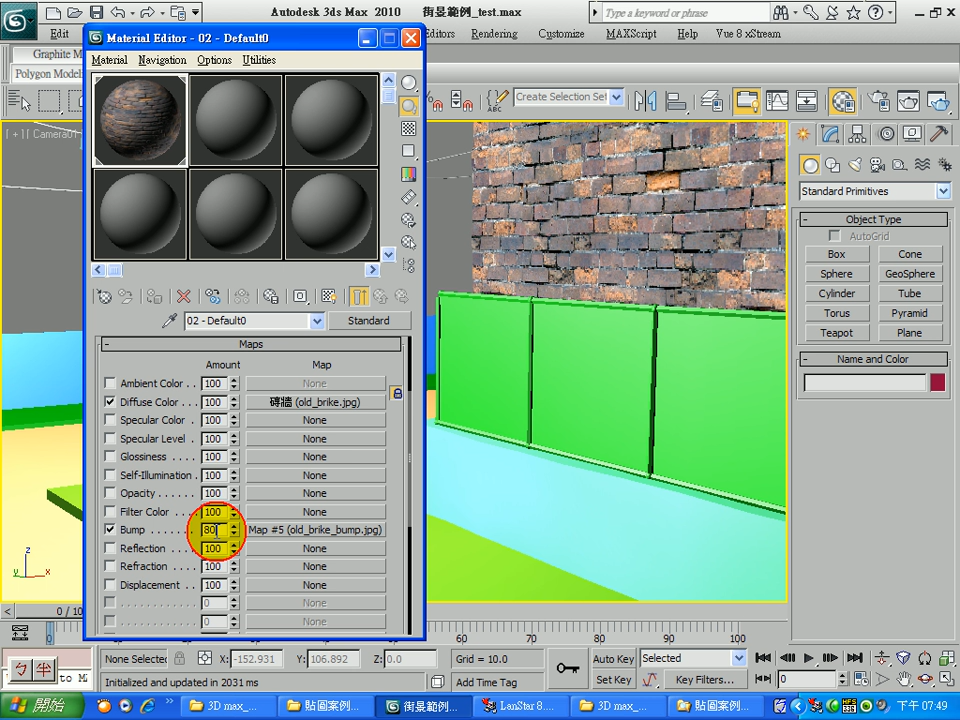 Autodesk 3ds Max  2010    街景範例_test.max
Type a keyword or phrase
Edit
Editors
Rendering
Customize
MAXScript
Help
Vue 8 xStream
Graphite M
Polygon Model
Create Selection Set
[ + ] [ Camera01
Material Editor - 02 - Default0
Material
Navigation
Options
Utilities
02 - Default0
Standard
- Maps
Amount
Map
Ambient Color . . 100 None
Diffuse Color . . . 100 磚牆 (old_brike.jpg)
Specular Color . 100 None
Specular Level . 100 None
Glossiness . . . . 100 None
Self-Illumination . 100 None
Opacity . . . . . . 100 None
Filter Color . . . . 100 None
Bump . . . . . . . 80 Map #5 (old_brike_bump.jpg)
Reflection . . . . 100 None
Refraction . . . . 100 None
Displacement . . 100 None
. . . . . . . . . . . . 0 None
. . . . . . . . . . . . 0 None
Standard Primitives
- Object Type
AutoGrid
Box Cone
Sphere GeoSphere
Cylinder Tube
Torus Pyramid
Teapot Plane
- Name and Color
z
y
x
0 / 10
0
60 70 80 90 100
None Selected
X: -152.931
Y: 106.892
Z: 0.0
Grid = 10.0
Auto Key
Selected
to M
Initialized and updated in 2031 ms
Add Time Tag
Set Key
Key Filters...
0
開始
3D max_...
貼圖案例...
街景範例_...
LanStar 8....
3D max_...
貼圖範例...
下午 07:49